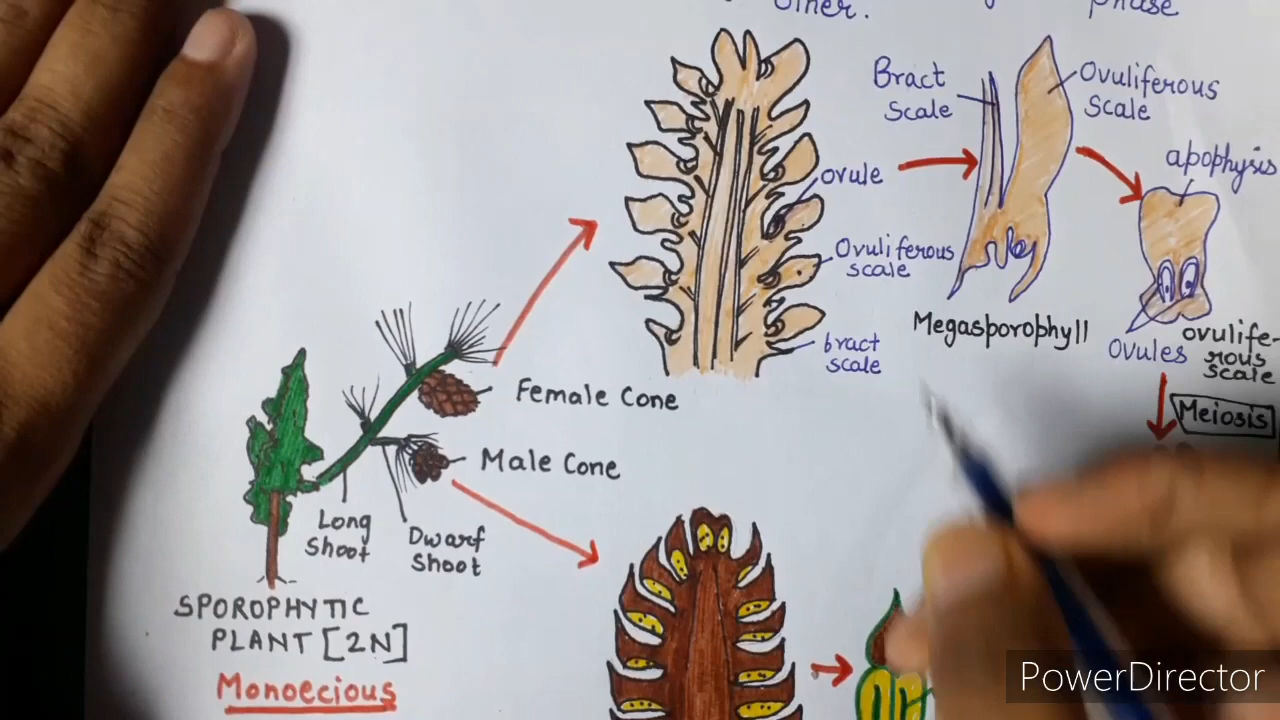 other.
phase
Bract
Scale
Ovuliferous
Scale
apophysis
ovule
Ovuliferous
scale
bract
scale
Megasporophyll
Ovules
ovulife-
rous
scale
Meiosis
Female Cone
Male Cone
Long
Shoot
Dwarf
Shoot
SPOROPHYTIC
PLANT [2N]
Monoecious
PowerDirector